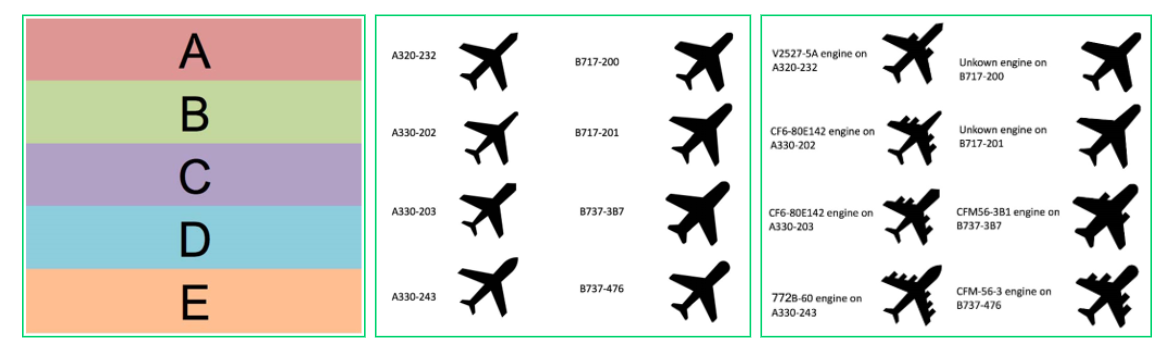 A
B
C
D
E
A320-232
B717-200
A330-202
B717-201
A330-203
B737-3B7
A330-243
B737-476
V2527-5A engine on
A320-232
Unkown engine on
B717-200
CF6-80E142 engine on
A330-202
Unkown engine on
B717-201
CF6-80E142 engine on
A330-203
CFM56-3B1 engine on
B737-3B7
772B-60 engine on
A330-243
CFM-56-3 engine on
B737-476